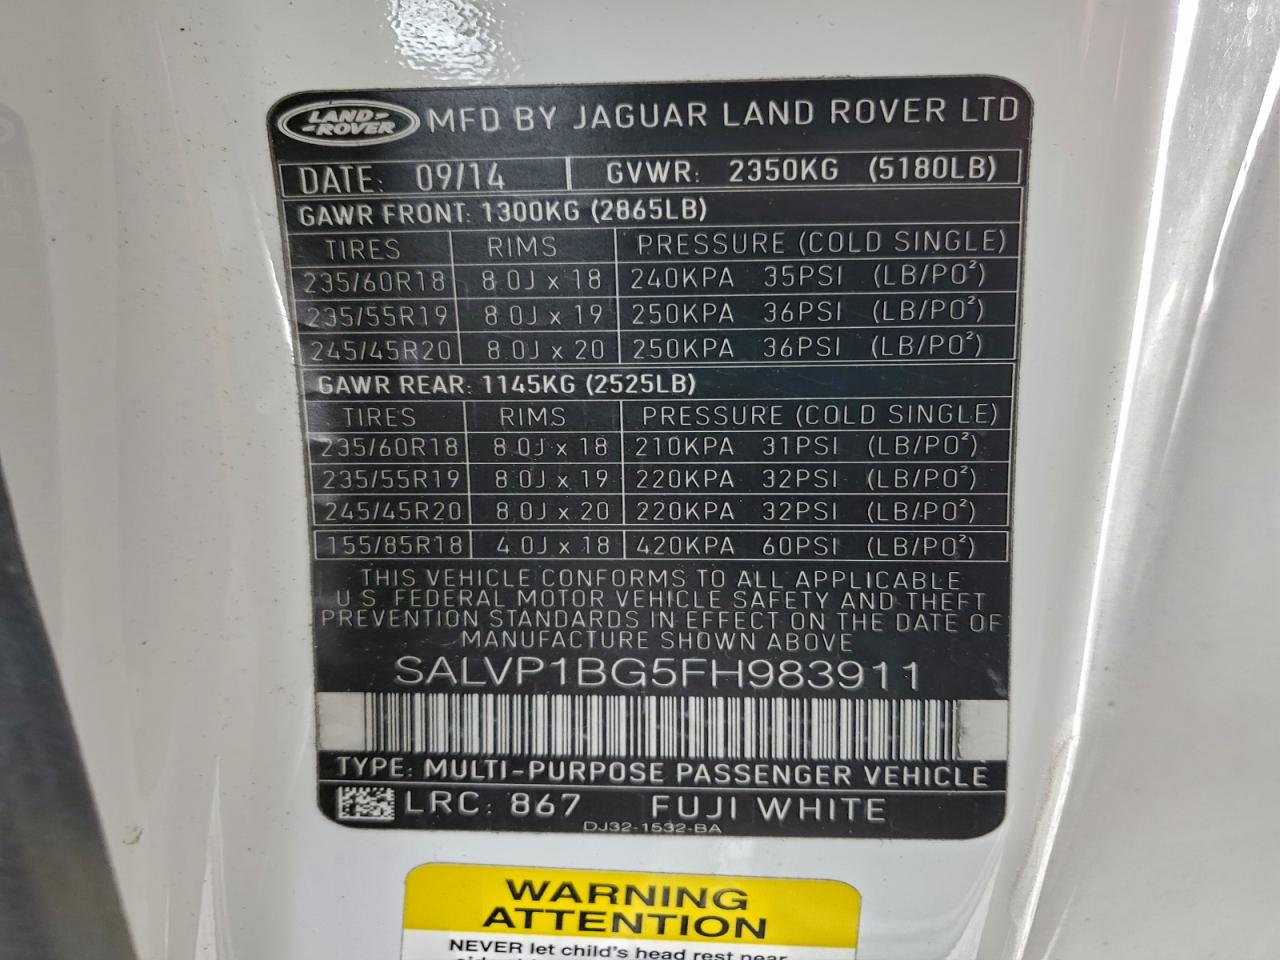 LAND-ROVER MFD BY JAGUAR LAND ROVER LTD
DATE: 09/14 GVWR: 2350KG (5180LB)
GAWR FRONT: 1300KG (2865LB)
TIRES RIMS PRESSURE (COLD SINGLE)
235/60R18 8.0J x 18 240KPA 35PSI (LB/PO²)
235/55R19 8.0J x 19 250KPA 36PSI (LB/PO²)
245/45R20 8.0J x 20 250KPA 36PSI (LB/PO²)
GAWR REAR: 1145KG (2525LB)
TIRES RIMS PRESSURE (COLD SINGLE)
235/60R18 8.0J x 18 210KPA 31PSI (LB/PO²)
235/55R19 8.0J x 19 220KPA 32PSI (LB/PO²)
245/45R20 8.0J x 20 220KPA 32PSI (LB/PO²)
155/85R18 4.0J x 18 420KPA 60PSI (LB/PO²)
THIS VEHICLE CONFORMS TO ALL APPLICABLE
U.S. FEDERAL MOTOR VEHICLE SAFETY AND THEFT
PREVENTION STANDARDS IN EFFECT ON THE DATE OF
MANUFACTURE SHOWN ABOVE
SALVP1BG5FH983911
TYPE: MULTI-PURPOSE PASSENGER VEHICLE
LRC: 867 FUJI WHITE
DJ32-1532-BA
WARNING
ATTENTION
NEVER let child's head rest near